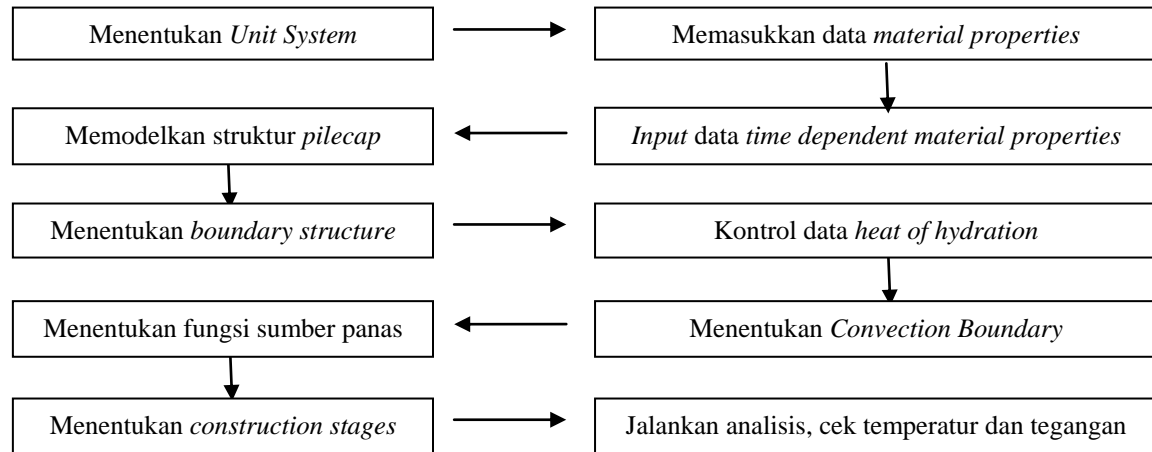 Menentukan Unit System
Memasukkan data material properties
Input data time dependent material properties
Memodelkan struktur pilecap
Menentukan boundary structure
Kontrol data heat of hydration
Menentukan Convection Boundary
Menentukan fungsi sumber panas
Menentukan construction stages
Jalankan analisis, cek temperatur dan tegangan